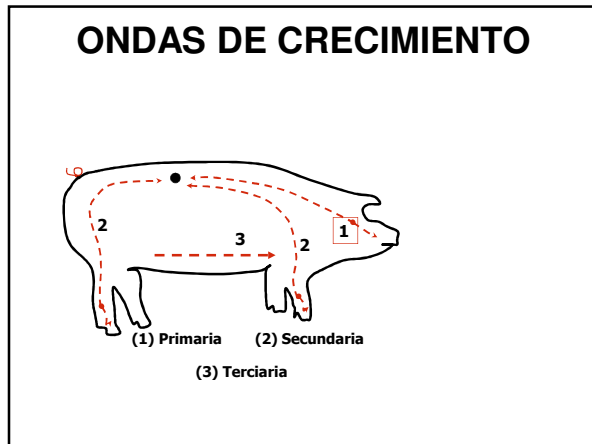 ONDAS DE CRECIMIENTO
2
3
2
1
(1) Primaria (2) Secundaria
(3) Terciaria